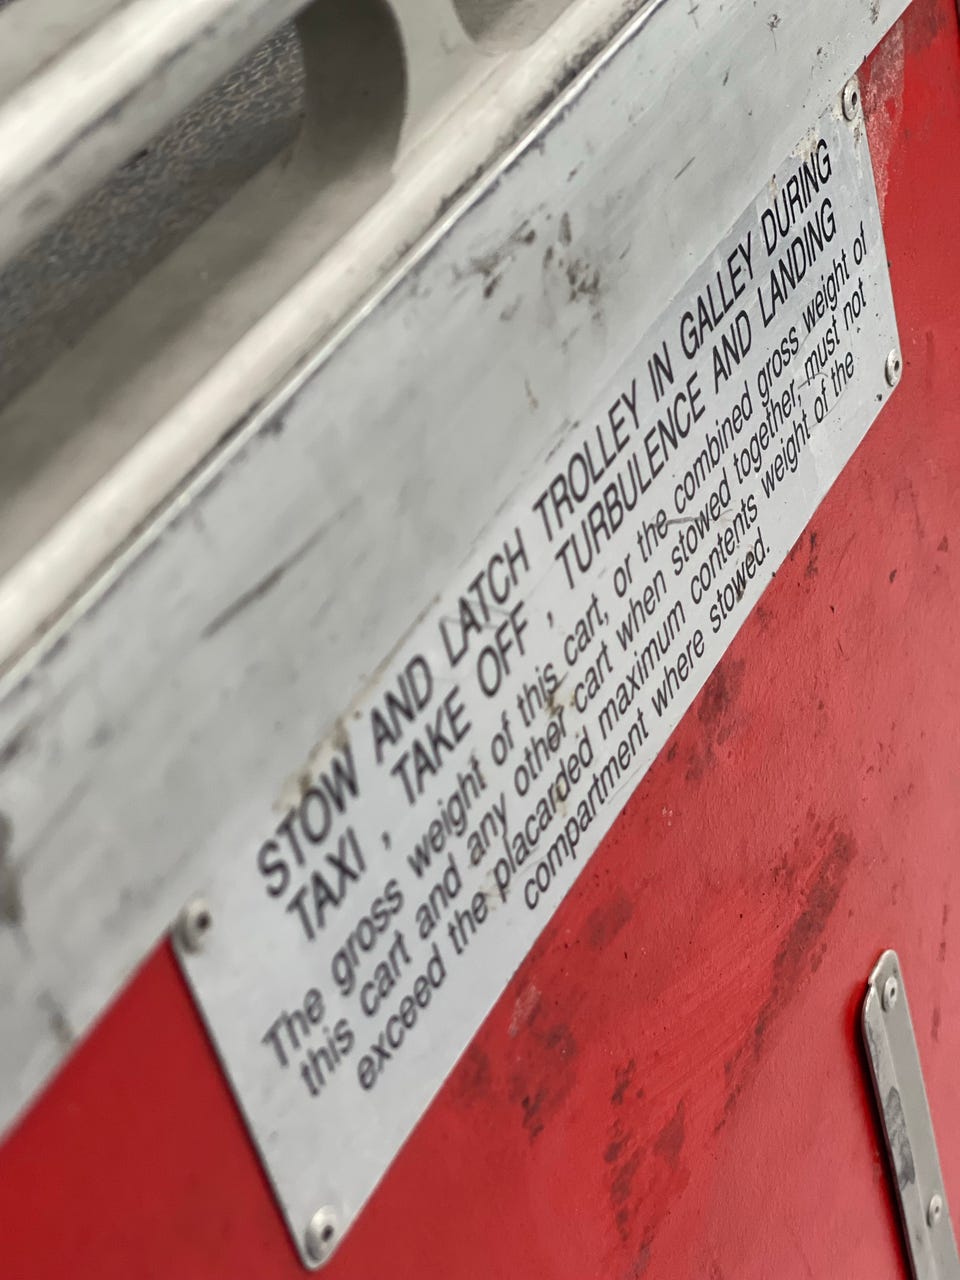 STOW AND LATCH TROLLEY IN GALLEY DURING
TAXI , TAKE OFF , TURBULENCE AND LANDING
The gross weight of this cart, or the combined gross weight of
this cart and any other cart when stowed together, must not
exceed the placarded maximum contents weight of the
compartment where stowed.